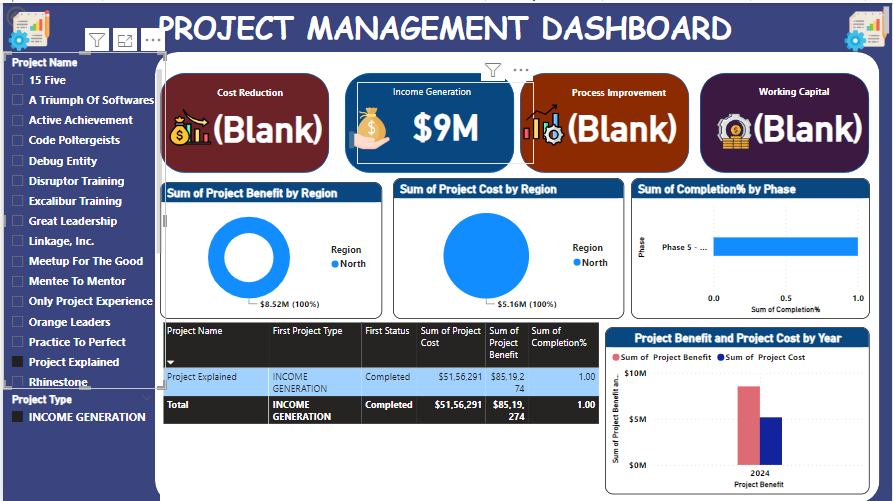 PROJECT MANAGEMENT DASHBOARD
Project Name
15 Five
A Triumph Of Softwares
Active Achievement
Code Poltergeists
Debug Entity
Disruptor Training
Excalibur Training
Great Leadership
Linkage, Inc.
Meetup For The Good
Mentee To Mentor
Only Project Experience
Orange Leaders
Practice To Perfect
Project Explained
Rhinestone
Project Type
INCOME GENERATION
Cost Reduction
(Blank)
Income Generation
$9M
Process Improvement
(Blank)
Working Capital
(Blank)
Sum of Project Benefit by Region
Region
North
$8.52M (100%)
Sum of Project Cost by Region
Region
North
$5.16M (100%)
Sum of Completion% by Phase
Phase
Phase 5 - ...
0.0 0.5 1.0
Sum of Completion%
Project Name First Project Type First Status Sum of Project Cost Sum of Project Benefit Sum of Completion%
Project Explained INCOME GENERATION Completed $51,56,291 $85,19,274 1.00
Total INCOME GENERATION Completed $51,56,291 $85,19,274 1.00
Project Benefit and Project Cost by Year
Sum of Project Benefit Sum of Project Cost
Sum of Project Benefit an...
$10M
$5M
$0M
2024
Project Benefit